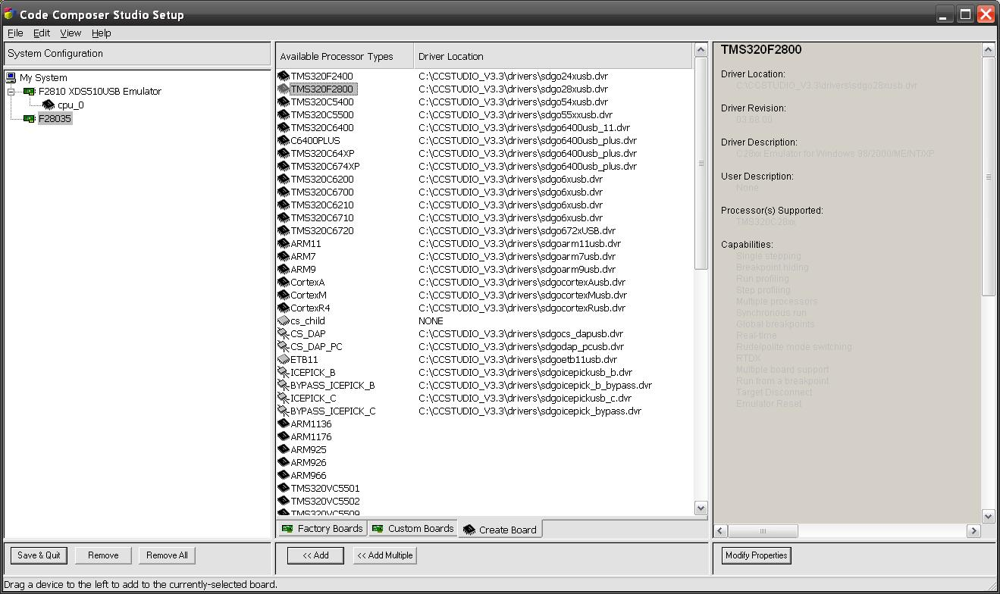 Code Composer Studio Setup
File Edit View Help
System Configuration
My System
F2810 XDS510USB Emulator
cpu_0
F28035
Available Processor Types Driver Location
TMS320F2400 C:\CCSTUDIO_V3.3\drivers\sdgo24xusb.dvr
TMS320F2800 C:\CCSTUDIO_V3.3\drivers\sdgo28xusb.dvr
TMS320C5400 C:\CCSTUDIO_V3.3\drivers\sdgo54xusb.dvr
TMS320C5500 C:\CCSTUDIO_V3.3\drivers\sdgo55xxusb.dvr
TMS320C6400 C:\CCSTUDIO_V3.3\drivers\sdgo6400usb_11.dvr
C6400PLUS C:\CCSTUDIO_V3.3\drivers\sdgo6400usb_plus.dvr
TMS320C64XP C:\CCSTUDIO_V3.3\drivers\sdgo6400usb_plus.dvr
TMS320C674XP C:\CCSTUDIO_V3.3\drivers\sdgo6400usb_plus.dvr
TMS320C6200 C:\CCSTUDIO_V3.3\drivers\sdgo6xusb.dvr
TMS320C6700 C:\CCSTUDIO_V3.3\drivers\sdgo6xusb.dvr
TMS320C6210 C:\CCSTUDIO_V3.3\drivers\sdgo6xusb.dvr
TMS320C6710 C:\CCSTUDIO_V3.3\drivers\sdgo6xusb.dvr
TMS320C6720 C:\CCSTUDIO_V3.3\drivers\sdgo672xUSB.dvr
ARM11 C:\CCSTUDIO_V3.3\drivers\sdgoarm11usb.dvr
ARM7 C:\CCSTUDIO_V3.3\drivers\sdgoarm7usb.dvr
ARM9 C:\CCSTUDIO_V3.3\drivers\sdgoarm9usb.dvr
CortexA C:\CCSTUDIO_V3.3\drivers\sdgocortexAusb.dvr
CortexM C:\CCSTUDIO_V3.3\drivers\sdgocortexMusb.dvr
CortexR4 C:\CCSTUDIO_V3.3\drivers\sdgocortexRusb.dvr
cs_child NONE
CS_DAP C:\CCSTUDIO_V3.3\drivers\sdgocs_dapusb.dvr
CS_DAP_PC C:\CCSTUDIO_V3.3\drivers\sdgodap_pcusb.dvr
ETB11 C:\CCSTUDIO_V3.3\drivers\sdgoetb11usb.dvr
ICEPICK_B C:\CCSTUDIO_V3.3\drivers\sdgoicepickusb_b.dvr
BYPASS_ICEPICK_B C:\CCSTUDIO_V3.3\drivers\sdgoicepick_b_bypass.dvr
ICEPICK_C C:\CCSTUDIO_V3.3\drivers\sdgoicepickusb_c.dvr
BYPASS_ICEPICK_C C:\CCSTUDIO_V3.3\drivers\sdgoicepick_bypass.dvr
ARM1136
ARM1176
ARM925
ARM926
ARM966
TMS320VC5501
TMS320VC5502
TMS320VC5509
Factory Boards Custom Boards Create Board
TMS320F2800
Driver Location:
C:\CCSTUDIO_V3.3\drivers\sdgo28xusb.dvr
Driver Revision:
03.68.00
Driver Description:
C28xx Emulator for Windows 98/2000/ME/NT/XP
User Description:
None
Processor(s) Supported:
TMS320C28xx
Capabilities:
Single stepping
Breakpoint hiding
Run profiling
Step profiling
Multiple processors
Synchronous run
Global breakpoints
Real-time
Rude/polite mode switching
RTDX
Multiple board support
Run from a breakpoint
Target Disconnect
Emulator Reset
Save & Quit Remove Remove All << Add << Add Multiple Modify Properties
Drag a device to the left to add to the currently-selected board.